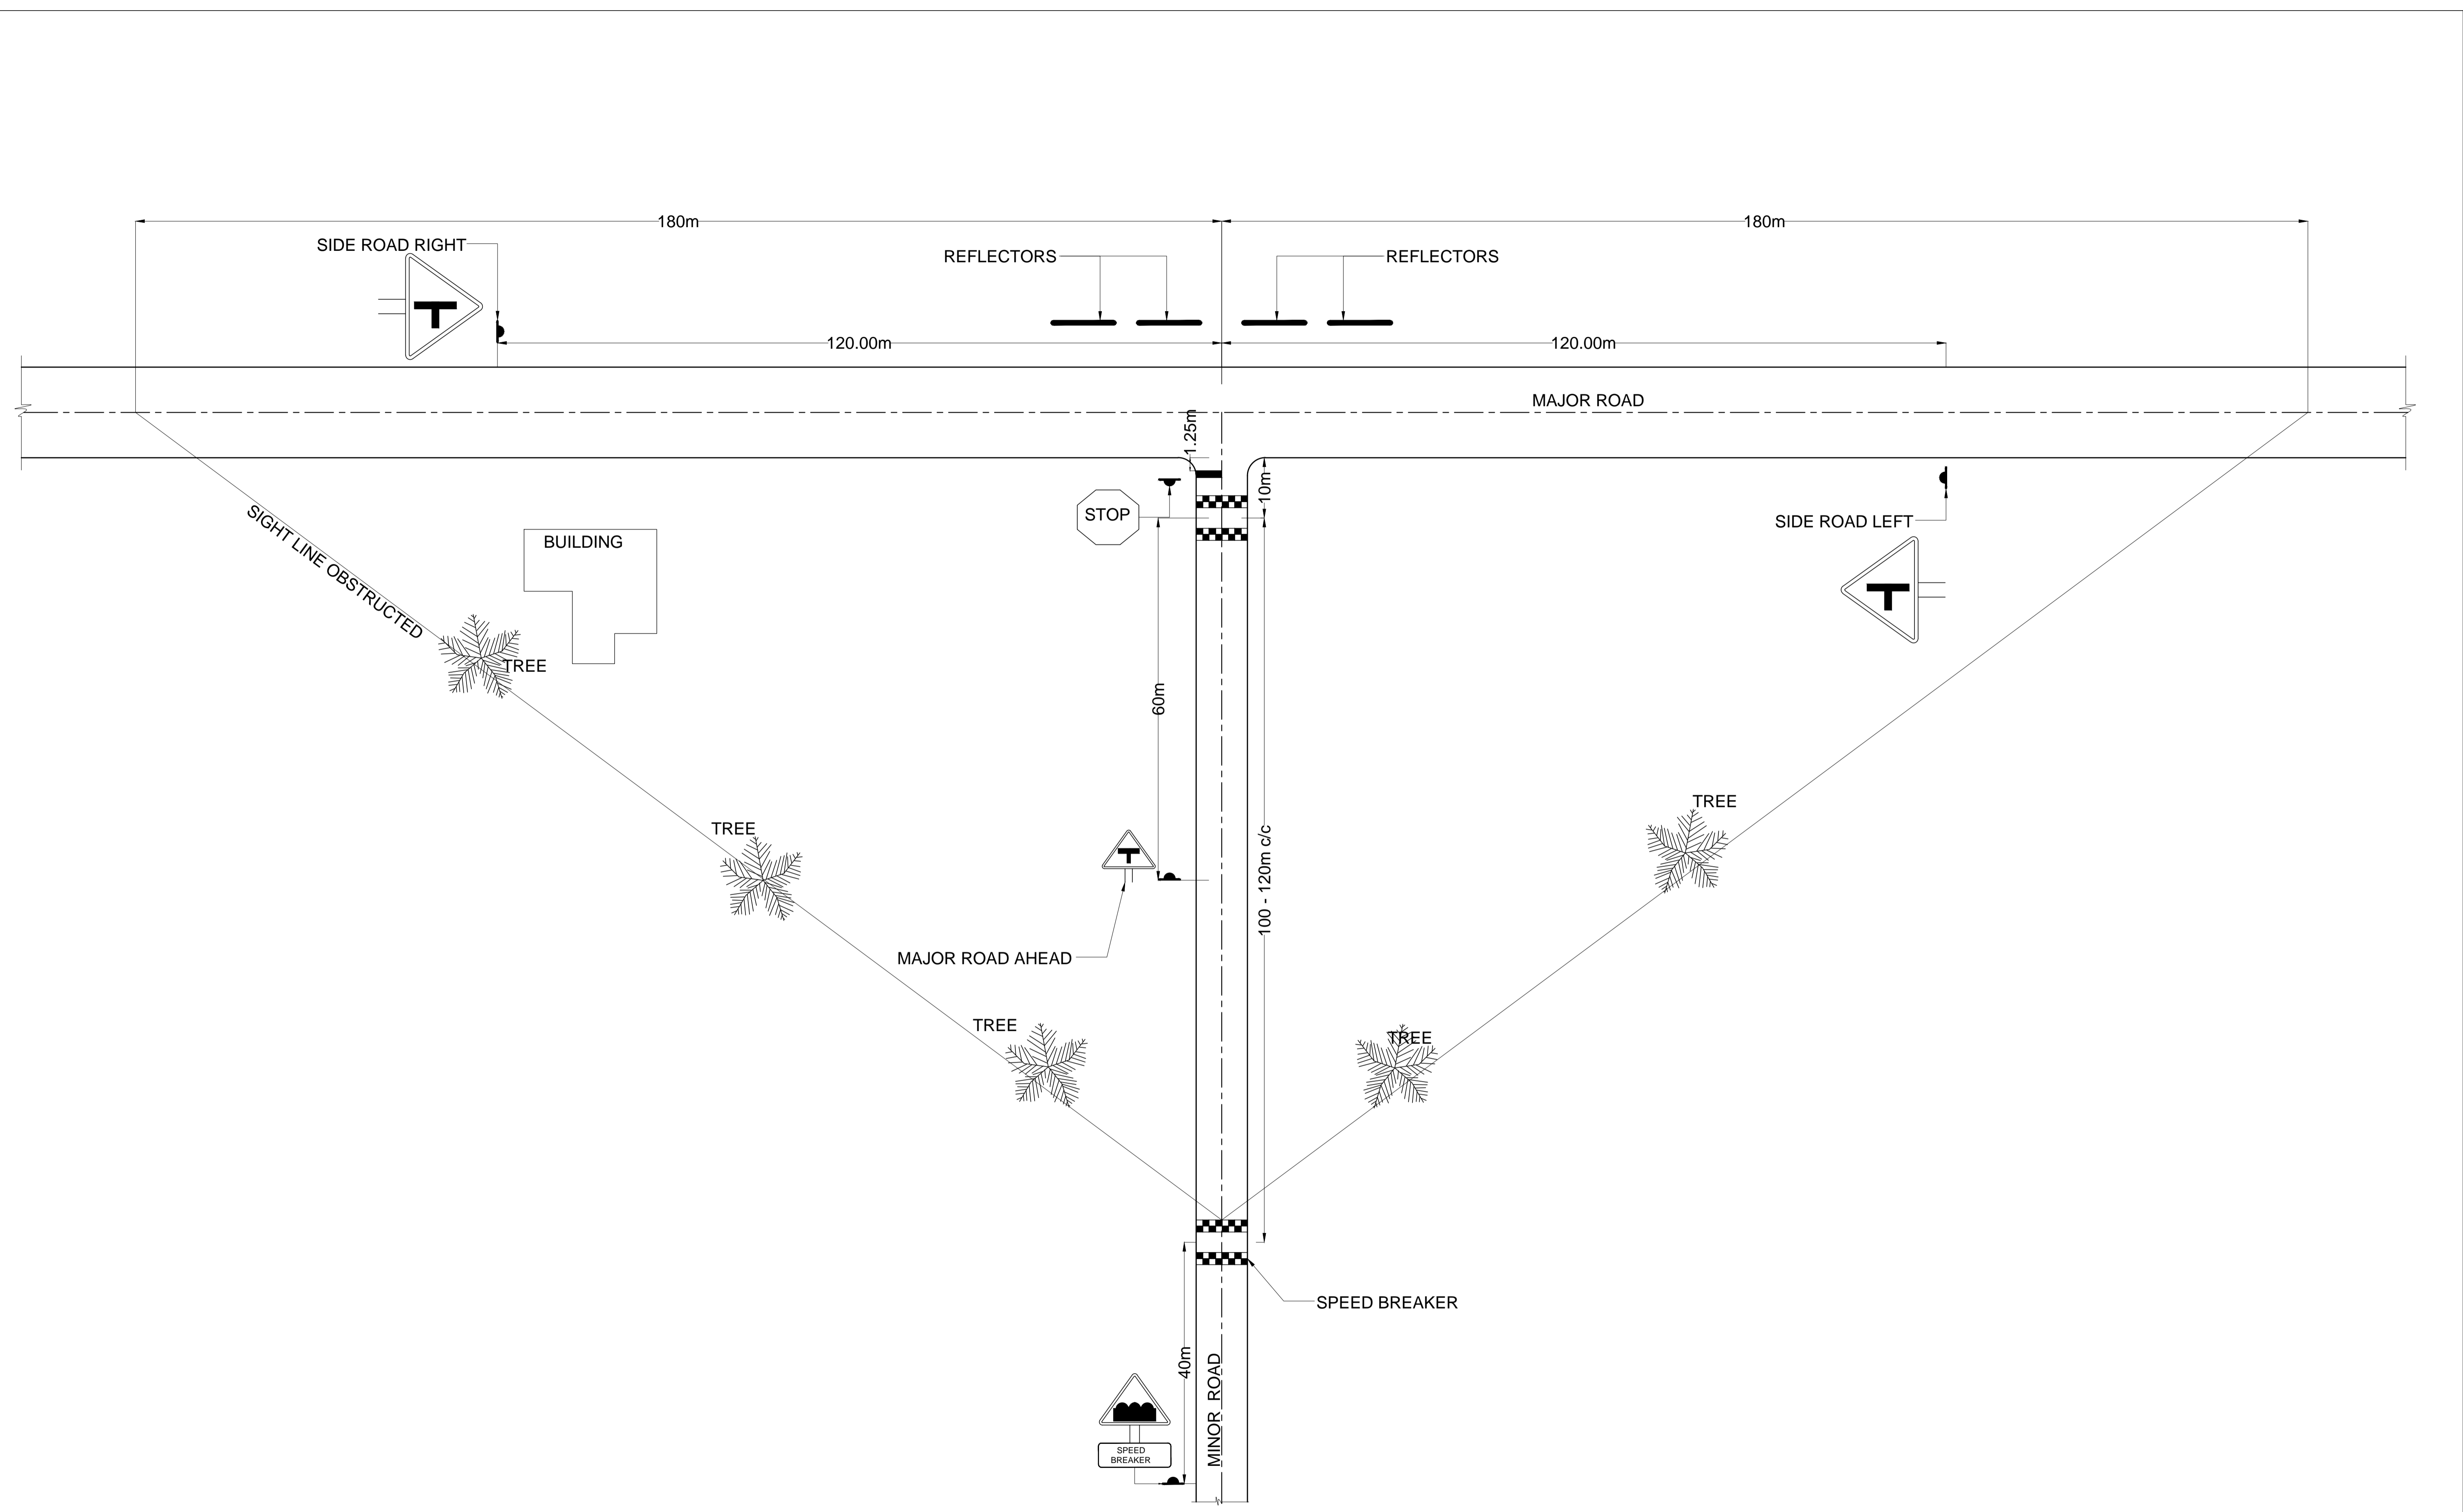 180m
180m
SIDE ROAD RIGHT
REFLECTORS
REFLECTORS
120.00m
120.00m
MAJOR ROAD
1.25m
10m
STOP
SIDE ROAD LEFT
SIGHT LINE OBSTRUCTED
BUILDING
TREE
60m
TREE
TREE
100 - 120m c/c
MAJOR ROAD AHEAD
TREE
TREE
SPEED BREAKER
40m
MINOR ROAD
SPEED
BREAKER